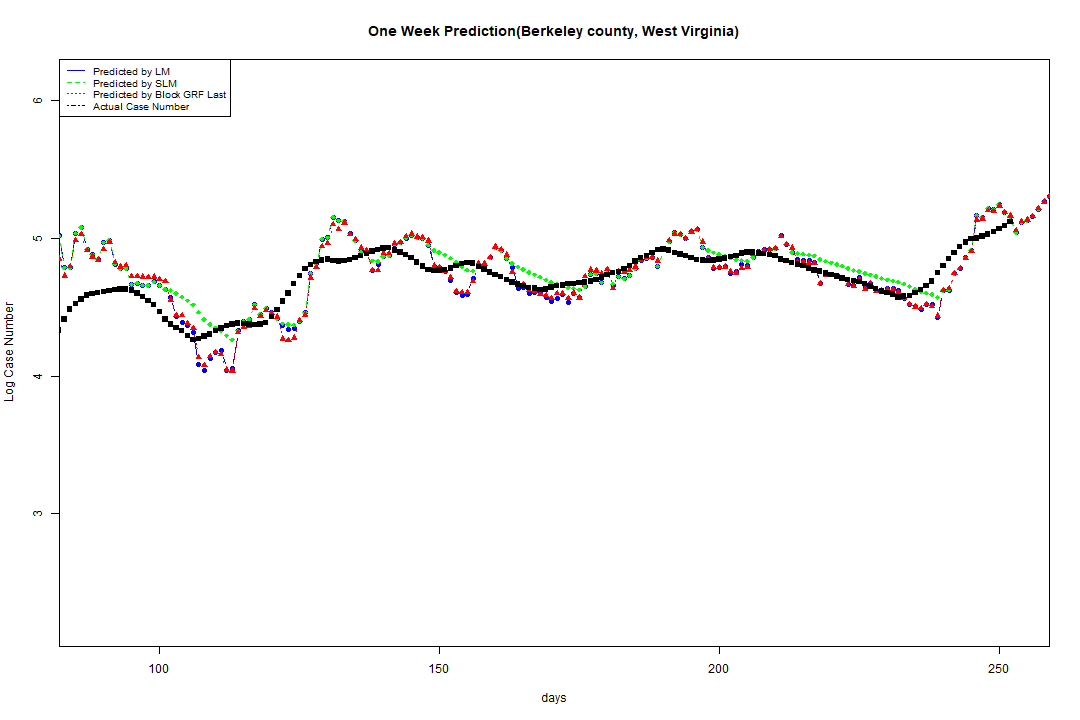 One Week Prediction(Berkeley county, West Virginia)
Predicted by LM
Predicted by SLM
Predicted by Block GRF Last
Actual Case Number
6
5
4
3
Log Case Number
100
150
200
250
days